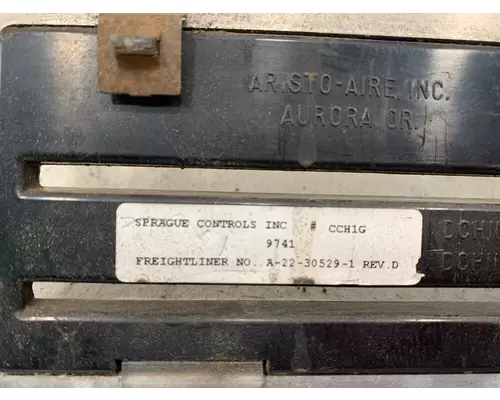 ARISTO-AIRE, INC.
AURORA, OR.
SPRAGUE CONTROLS INC # CCH1G
9741
FREIGHTLINER NO.. A-22-30529-1 REV.D